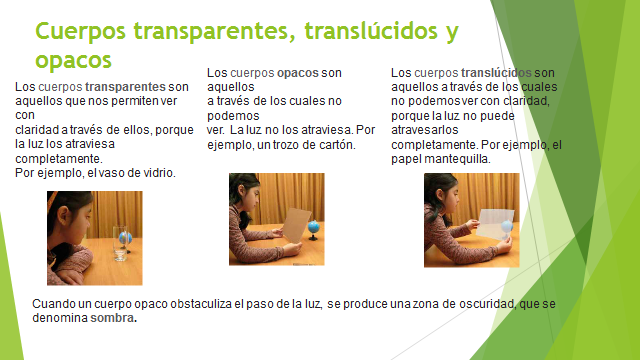 Cuerpos transparentes, translúcidos y
opacos
Los cuerpos transparentes son
aquellos que nos permiten ver
con
claridad a través de ellos, porque
la luz los atraviesa
completamente.
Por ejemplo, el vaso de vidrio.
Los cuerpos opacos son
aquellos
a través de los cuales no
podemos
ver. La luz no los atraviesa. Por
ejemplo, un trozo de cartón.
Los cuerpos translúcidos son
aquellos a través de los cuales
no podemos ver con claridad,
porque la luz no puede
atravesarlos
completamente. Por ejemplo, el
papel mantequilla.
Cuando un cuerpo opaco obstaculiza el paso de la luz, se produce una zona de oscuridad, que se
denomina sombra.